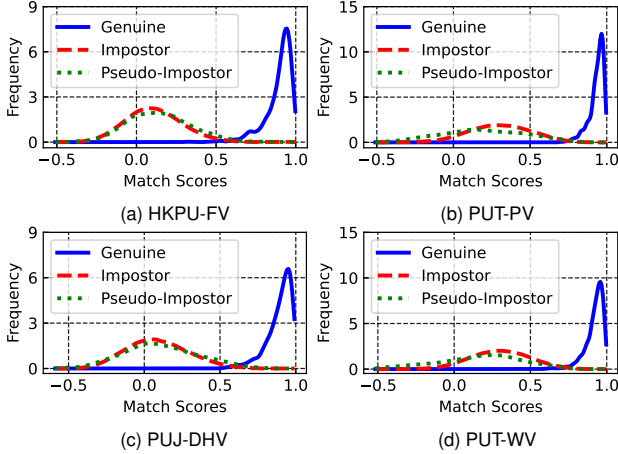 Frequency
9
6
3
0
Genuine
Impostor
Pseudo-Impostor
−0.5 0.0 0.5 1.0
Match Scores
(a) HKPU-FV
Frequency
15
10
5
0
Genuine
Impostor
Pseudo-Impostor
−0.5 0.0 0.5 1.0
Match Scores
(b) PUT-PV
Frequency
9
6
3
0
Genuine
Impostor
Pseudo-Impostor
−0.5 0.0 0.5 1.0
Match Scores
(c) PUJ-DHV
Frequency
15
10
5
0
Genuine
Impostor
Pseudo-Impostor
−0.5 0.0 0.5 1.0
Match Scores
(d) PUT-WV